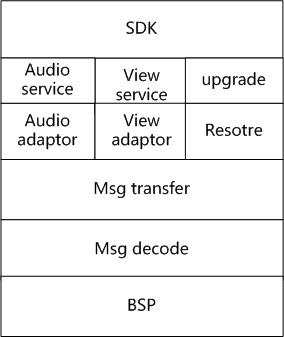 SDK
Audio
service
View
service
upgrade
Audio
adaptor
View
adaptor
Resotre
Msg transfer
Msg decode
BSP